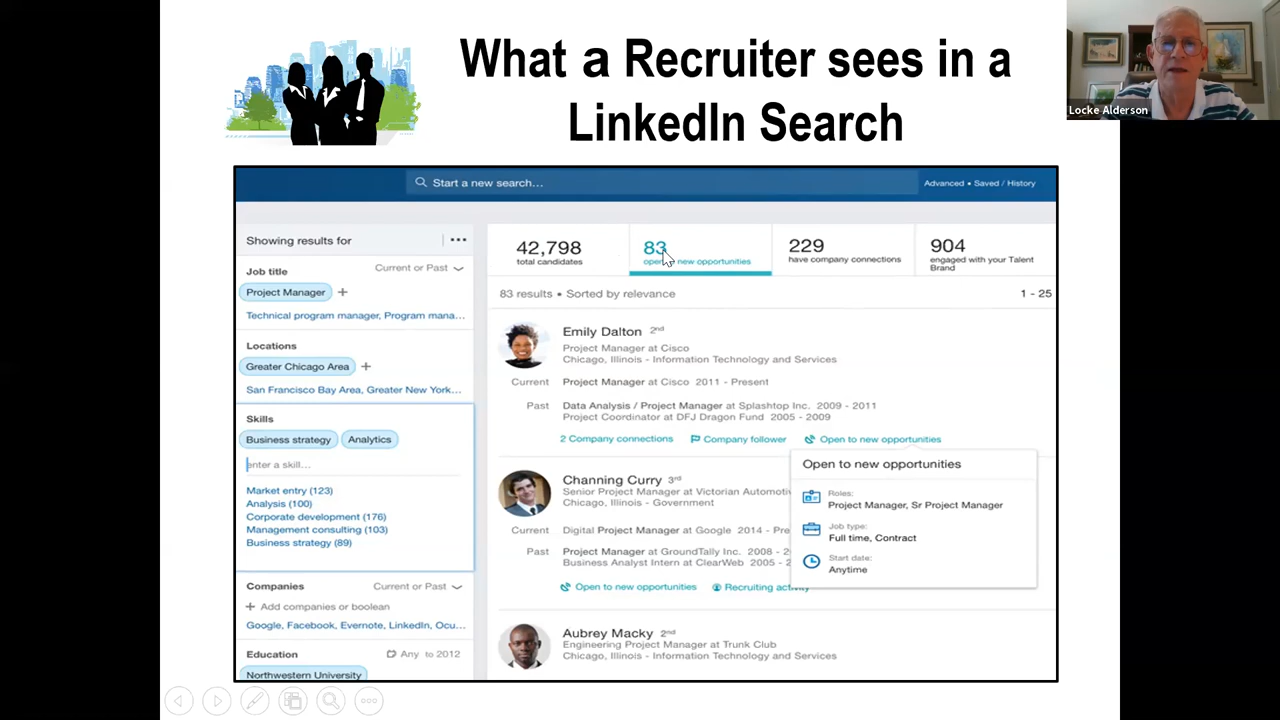 What a Recruiter sees in a
LinkedIn Search
Locke Alderson
Start a new search...
Advanced • Saved / History
Showing results for
Job title
Current or Past
Project Manager
Technical program manager, Program mana...
Locations
Greater Chicago Area
San Francisco Bay Area, Greater New York...
Skills
Business strategy
Analytics
enter a skill...
Market entry (123)
Analysis (100)
Corporate development (176)
Management consulting (103)
Business strategy (89)
Companies
Current or Past
+ Add companies or boolean
Google, Facebook, Evernote, LinkedIn, Ocu...
Education
Any to 2012
Northwestern University
42,798
total candidates
83
new opportunities
229
have company connections
904
engaged with your Talent
Brand
83 results • Sorted by relevance
1 - 25
Emily Dalton 2nd
Project Manager at Cisco
Chicago, Illinois - Information Technology and Services
Current Project Manager at Cisco 2011 - Present
Past Data Analysis / Project Manager at Splashtop Inc. 2009 - 2011
Project Coordinator at DFJ Dragon Fund 2005 - 2009
2 Company connections
Company follower
Open to new opportunities
Open to new opportunities
Roles:
Project Manager, Sr Project Manager
Job type:
Full time, Contract
Start date:
Anytime
Channing Curry 3rd
Senior Project Manager at Victorian Automotiv
Chicago, Illinois - Government
Current Digital Project Manager at Google 2014 - Pre
Past Project Manager at GroundTally Inc. 2008 - 2
Business Analyst Intern at ClearWeb 2005 - 2
Open to new opportunities
Recruiting activity
Aubrey Macky 2nd
Engineering Project Manager at Trunk Club
Chicago, Illinois - Information Technology and Services